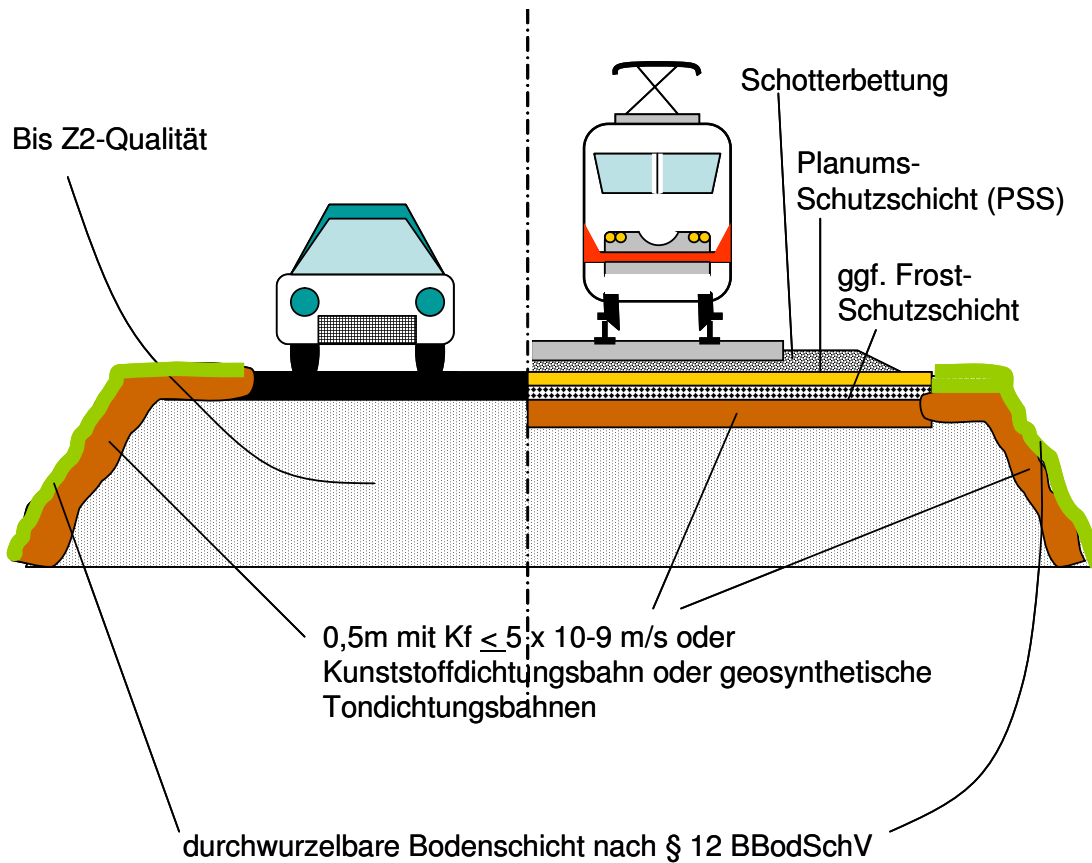 Schotterbettung
Bis Z2-Qualität
Planums-
Schutzschicht (PSS)
ggf. Frost-
Schutzschicht
0,5m mit Kf < 5 x 10-9 m/s oder
Kunststoffdichtungsbahn oder geosynthetische
Tondichtungsbahnen
durchwurzelbare Bodenschicht nach § 12 BBodSchV